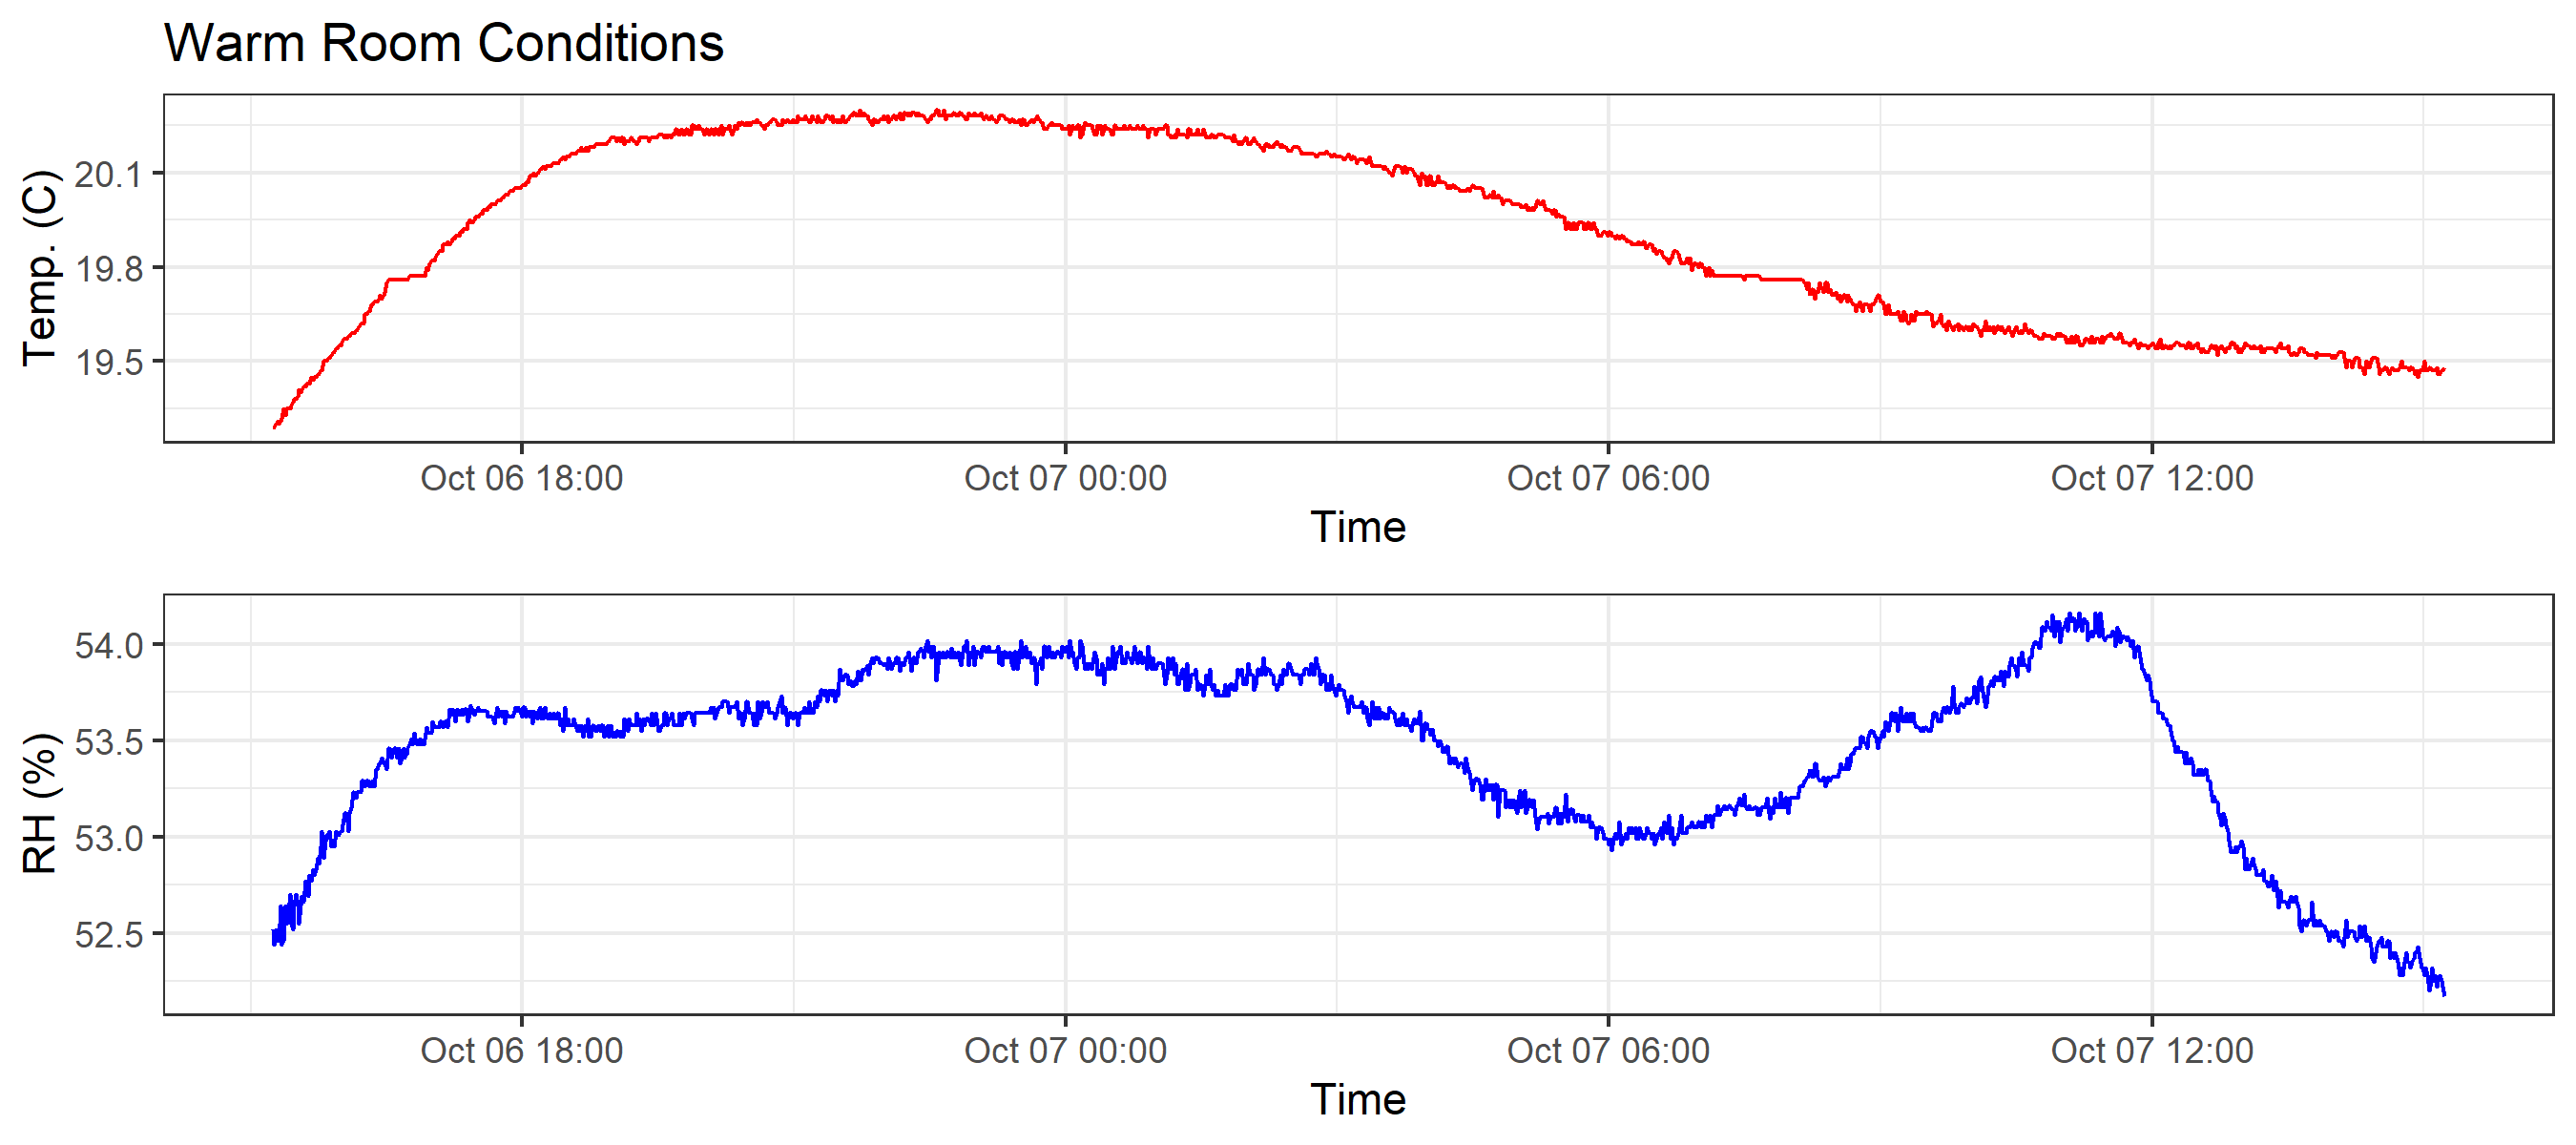 Warm Room Conditions
Temp. (C)
20.1
19.8
19.5
Oct 06 18:00 Oct 07 00:00 Oct 07 06:00 Oct 07 12:00
Time
RH (%)
54.0
53.5
53.0
52.5
Oct 06 18:00 Oct 07 00:00 Oct 07 06:00 Oct 07 12:00
Time